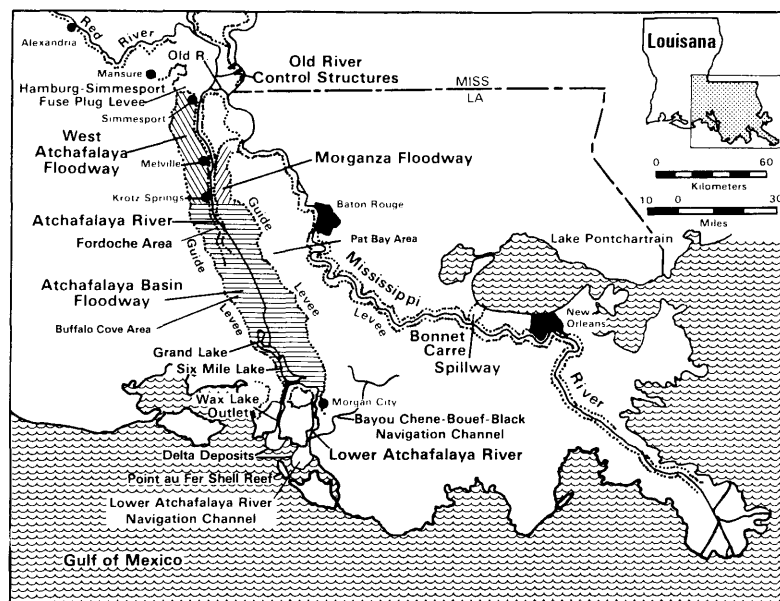 Red
River
Alexandria
Old R.
Old River
Control Structures
Mansure
Hamburg-Simmesport
Fuse Plug Levee
Simmesport
MISS
LA
Louisiana
0 60
Kilometers
10 0 30
Miles
West
Atchafalaya
Floodway
Melville
Morganza Floodway
Krotz Springs
Atchafalaya River
Fordoche Area
Guide
Levee
Guide
Levee
Baton Rouge
Pat Bay Area
Lake Pontchartrain
Atchafalaya Basin
Floodway
Buffalo Cove Area
Mississippi
Levee
River
Bonnet
Carre
Spillway
New
Orleans
Grand Lake
Six Mile Lake
Wax Lake
Outlet
Morgan City
Bayou Chene-Bouef-Black
Navigation Channel
Lower Atchafalaya River
Delta Deposits
Point au Fer Shell Reef
Lower Atchafalaya River
Navigation Channel
Gulf of Mexico